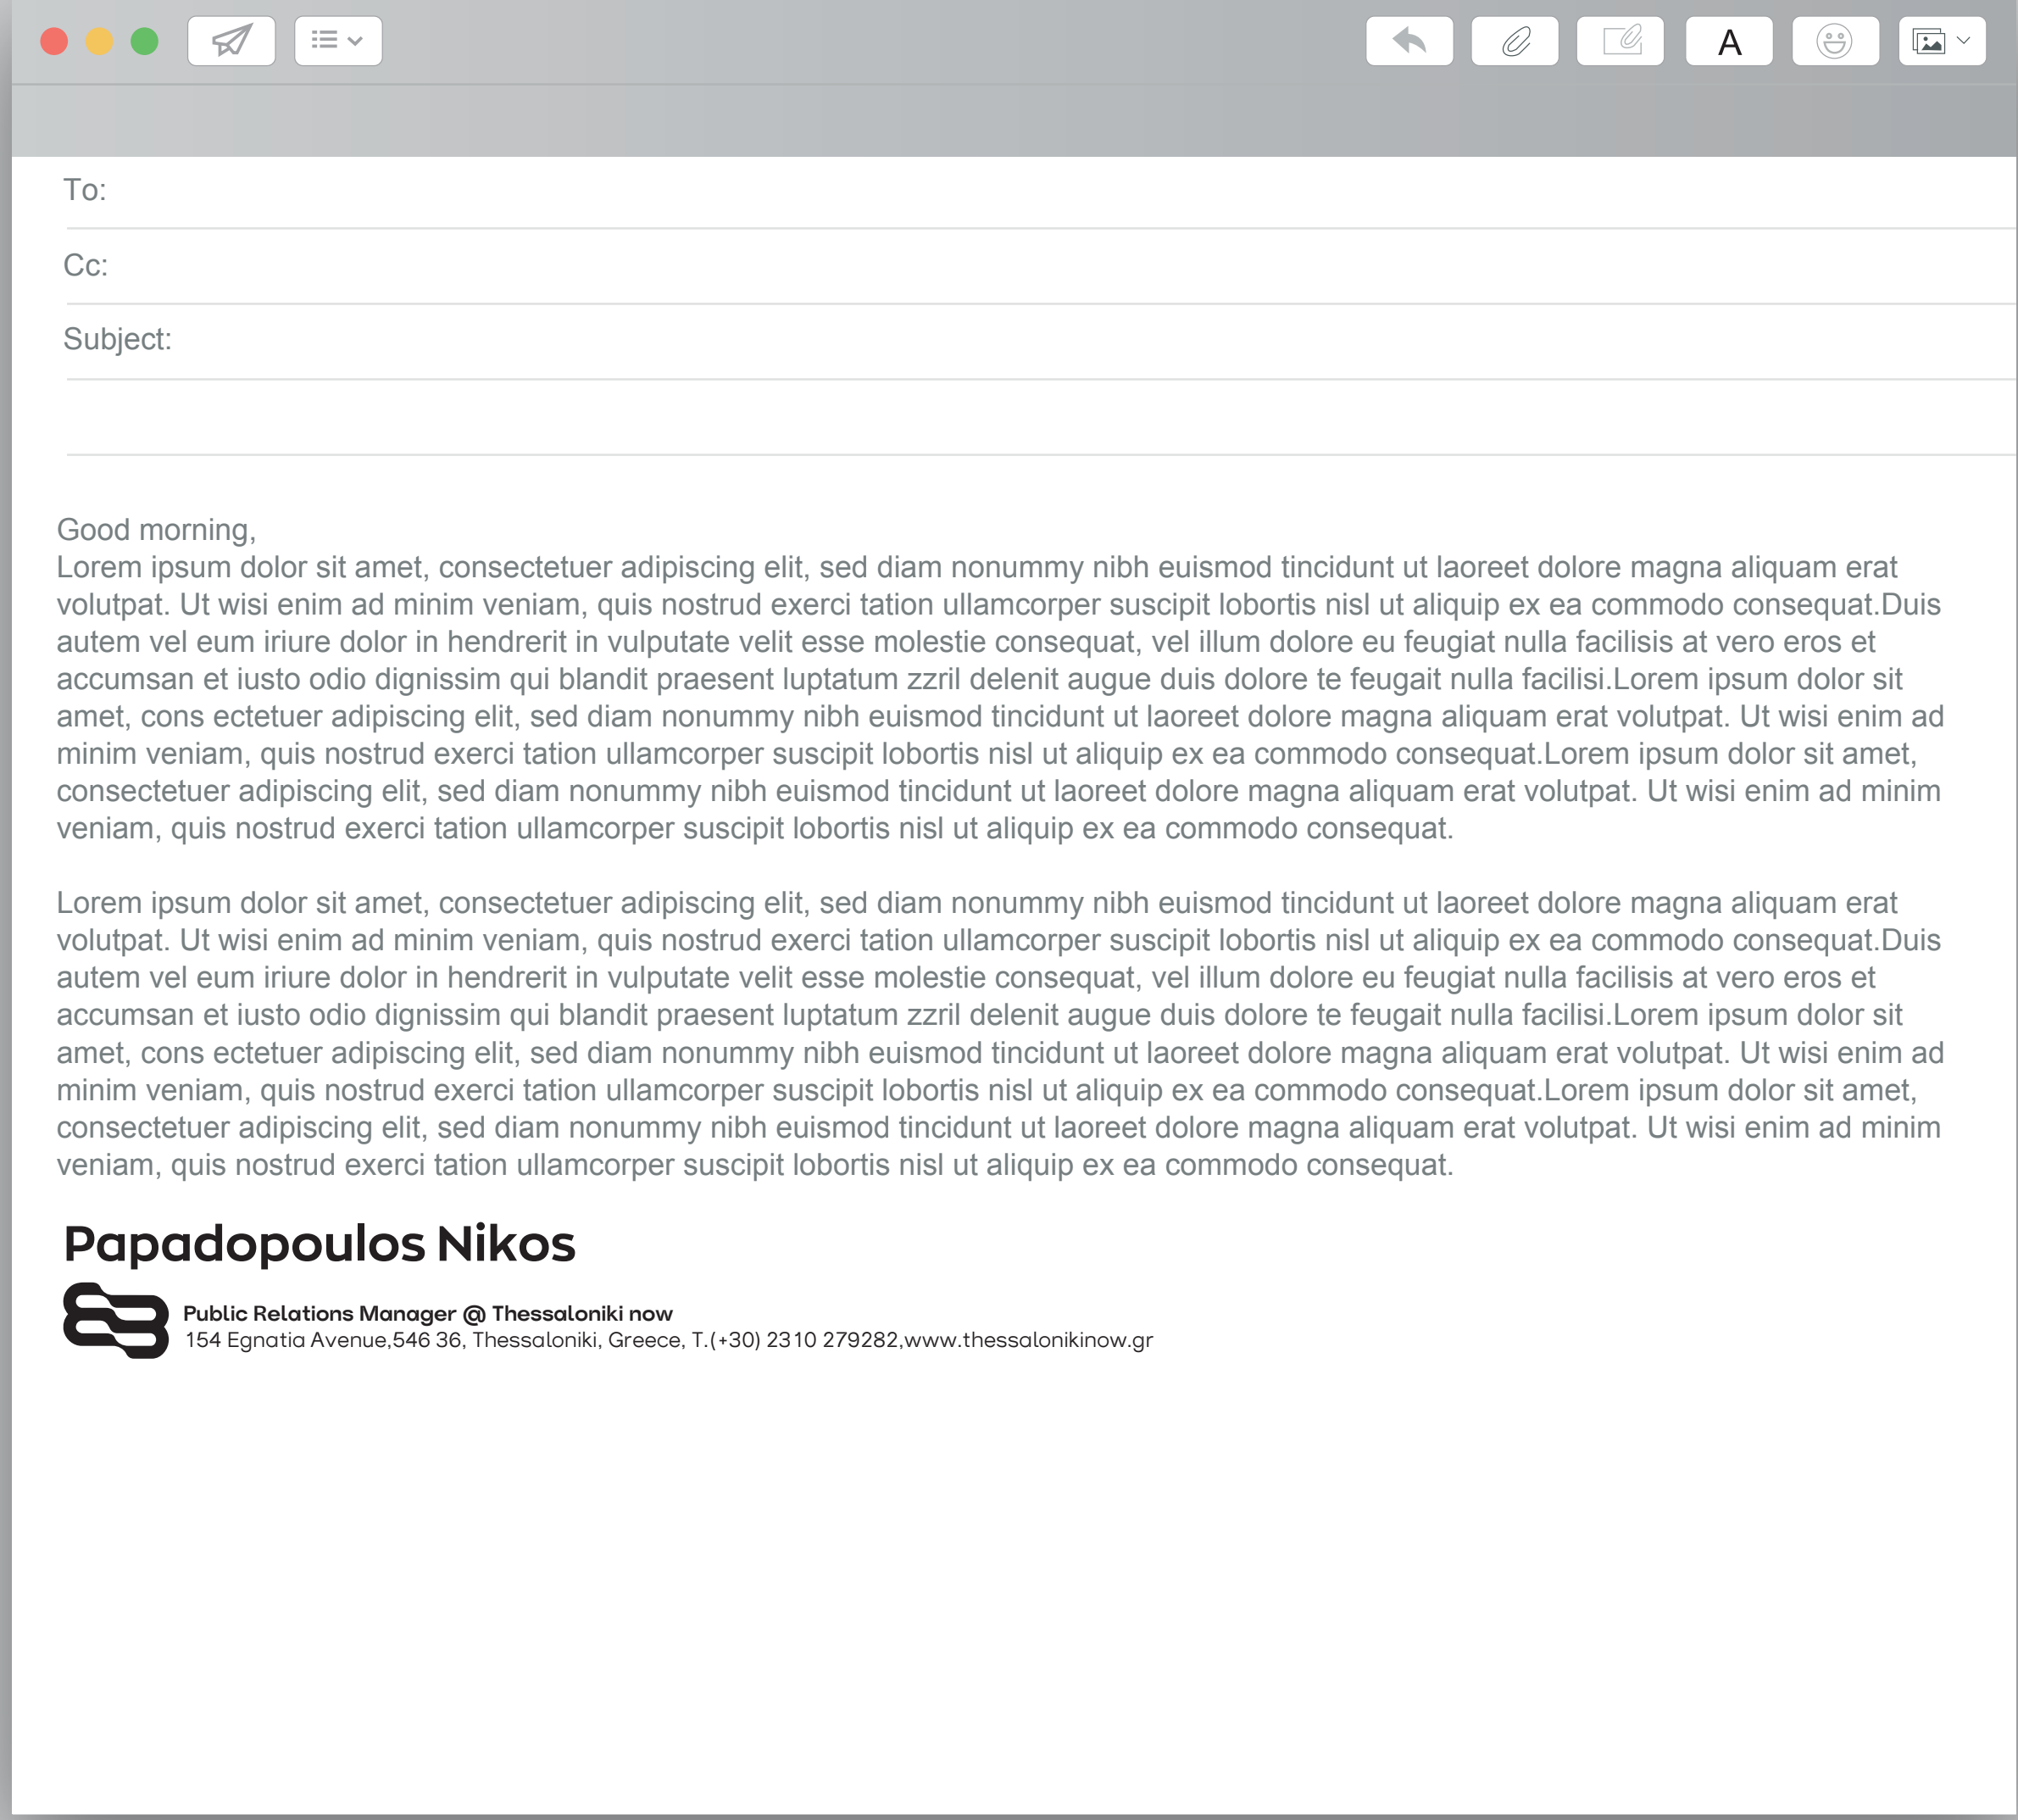 A
To:
Cc:
Subject:
Good morning,
Lorem ipsum dolor sit amet, consectetuer adipiscing elit, sed diam nonummy nibh euismod tincidunt ut laoreet dolore magna aliquam erat
volutpat. Ut wisi enim ad minim veniam, quis nostrud exerci tation ullamcorper suscipit lobortis nisl ut aliquip ex ea commodo consequat.Duis
autem vel eum iriure dolor in hendrerit in vulputate velit esse molestie consequat, vel illum dolore eu feugiat nulla facilisis at vero eros et
accumsan et iusto odio dignissim qui blandit praesent luptatum zzril delenit augue duis dolore te feugait nulla facilisi.Lorem ipsum dolor sit
amet, cons ectetuer adipiscing elit, sed diam nonummy nibh euismod tincidunt ut laoreet dolore magna aliquam erat volutpat. Ut wisi enim ad
minim veniam, quis nostrud exerci tation ullamcorper suscipit lobortis nisl ut aliquip ex ea commodo consequat.Lorem ipsum dolor sit amet,
consectetuer adipiscing elit, sed diam nonummy nibh euismod tincidunt ut laoreet dolore magna aliquam erat volutpat. Ut wisi enim ad minim
veniam, quis nostrud exerci tation ullamcorper suscipit lobortis nisl ut aliquip ex ea commodo consequat.
Lorem ipsum dolor sit amet, consectetuer adipiscing elit, sed diam nonummy nibh euismod tincidunt ut laoreet dolore magna aliquam erat
volutpat. Ut wisi enim ad minim veniam, quis nostrud exerci tation ullamcorper suscipit lobortis nisl ut aliquip ex ea commodo consequat.Duis
autem vel eum iriure dolor in hendrerit in vulputate velit esse molestie consequat, vel illum dolore eu feugiat nulla facilisis at vero eros et
accumsan et iusto odio dignissim qui blandit praesent luptatum zzril delenit augue duis dolore te feugait nulla facilisi.Lorem ipsum dolor sit
amet, cons ectetuer adipiscing elit, sed diam nonummy nibh euismod tincidunt ut laoreet dolore magna aliquam erat volutpat. Ut wisi enim ad
minim veniam, quis nostrud exerci tation ullamcorper suscipit lobortis nisl ut aliquip ex ea commodo consequat.Lorem ipsum dolor sit amet,
consectetuer adipiscing elit, sed diam nonummy nibh euismod tincidunt ut laoreet dolore magna aliquam erat volutpat. Ut wisi enim ad minim
veniam, quis nostrud exerci tation ullamcorper suscipit lobortis nisl ut aliquip ex ea commodo consequat.
Papadopoulos Nikos
Public Relations Manager @ Thessaloniki now
154 Egnatia Avenue,546 36, Thessaloniki, Greece, T.(+30) 2310 279282,www.thessalonikinow.gr